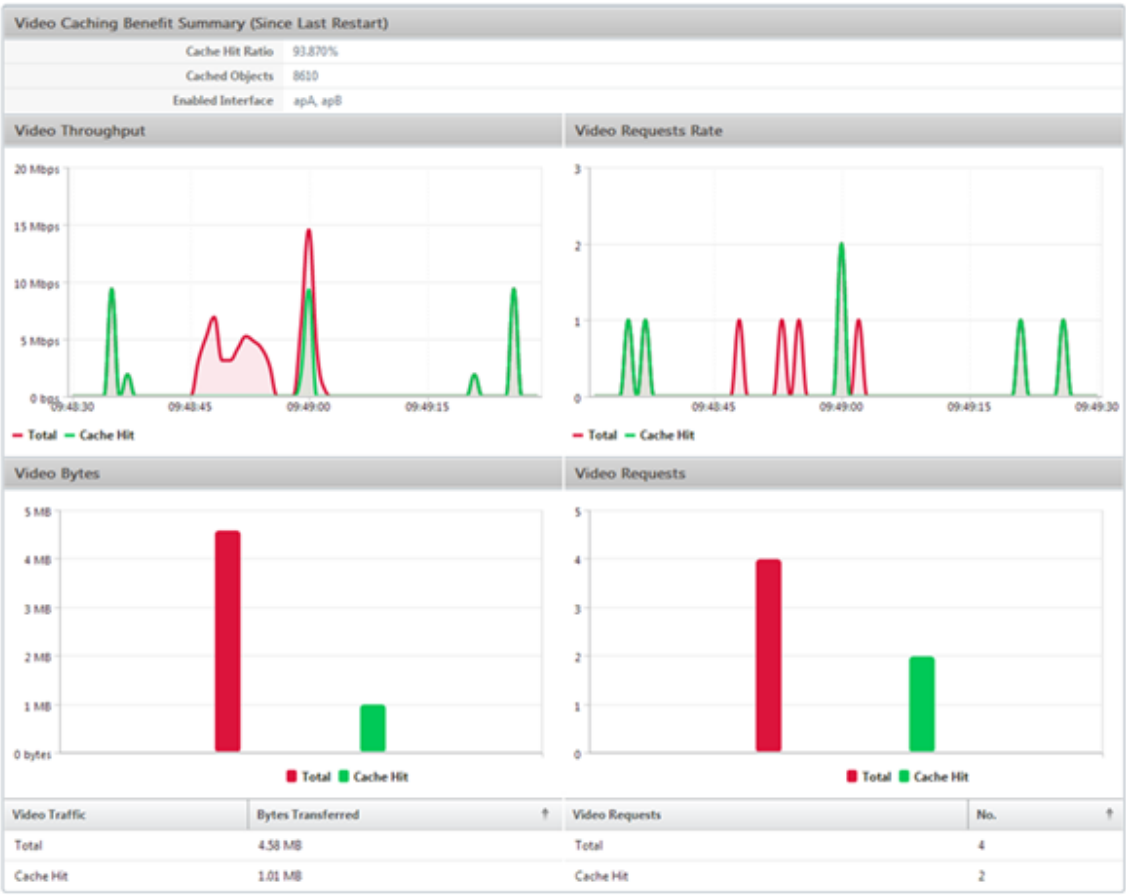 Video Caching Benefit Summary (Since Last Restart)
Cache Hit Ratio 93.870%
Cached Objects 8610
Enabled Interface apA, apB
Video Throughput
20 Mbps
15 Mbps
10 Mbps
5 Mbps
0 bps
09:48:30 09:48:45 09:49:00 09:49:15
Total Cache Hit
Video Requests Rate
3
2
1
0
09:48:45 09:49:00 09:49:15 09:49:30
Total Cache Hit
Video Bytes
5 MB
4 MB
3 MB
2 MB
1 MB
0 bytes
Total Cache Hit
Video Requests
5
4
3
2
1
0
Total Cache Hit
Video Traffic Bytes Transferred ↑
Total 4.58 MB
Cache Hit 1.01 MB
Video Requests No. ↑
Total 4
Cache Hit 2